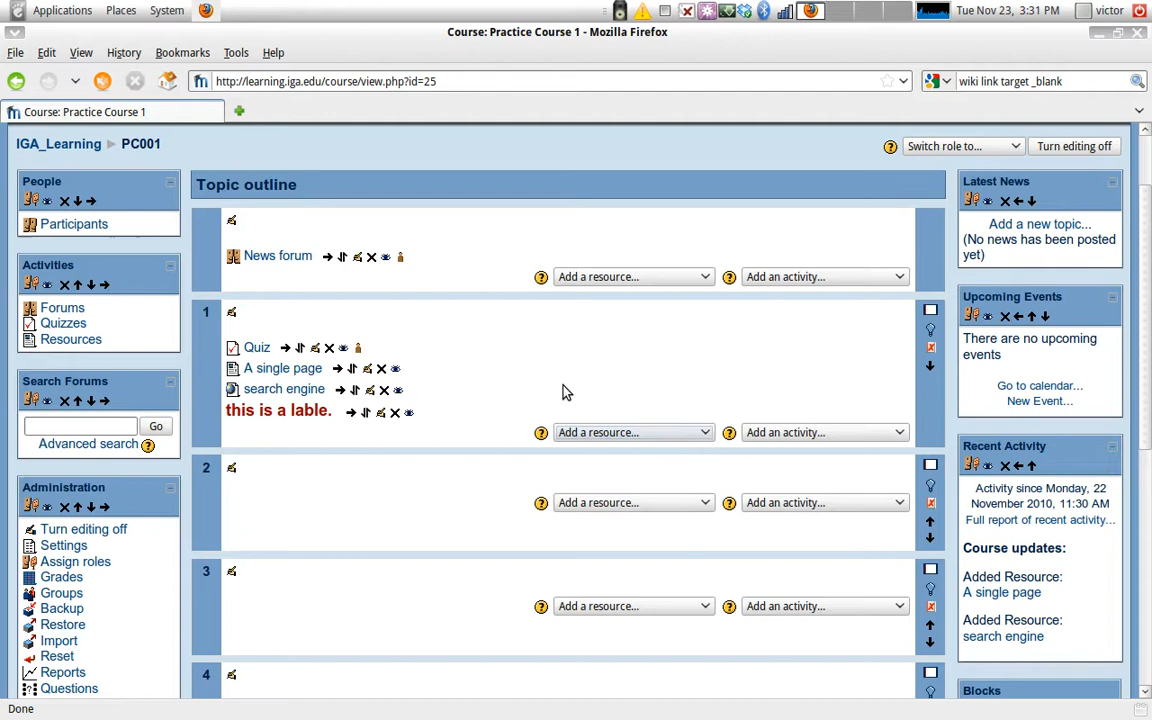 Applications Places System
Tue Nov 23, 3:31 PM victor
Course: Practice Course 1 - Mozilla Firefox
File Edit View History Bookmarks Tools Help
http://learning.iga.edu/course/view.php?id=25
wiki link target _blank
Course: Practice Course 1
IGA_Learning ► PC001
Switch role to...
Turn editing off
People
Participants
Activities
Forums
Quizzes
Resources
Search Forums
Go
Advanced search
Administration
Turn editing off
Settings
Assign roles
Grades
Groups
Backup
Restore
Import
Reset
Reports
Questions
Topic outline
News forum
Add a resource... Add an activity...
1
Quiz
A single page
search engine
this is a lable.
Add a resource... Add an activity...
2
Add a resource... Add an activity...
3
Add a resource... Add an activity...
4
Latest News
Add a new topic...
(No news has been posted
yet)
Upcoming Events
There are no upcoming
events
Go to calendar...
New Event...
Recent Activity
Activity since Monday, 22
November 2010, 11:30 AM
Full report of recent activity...
Course updates:
Added Resource:
A single page
Added Resource:
search engine
Blocks
Done